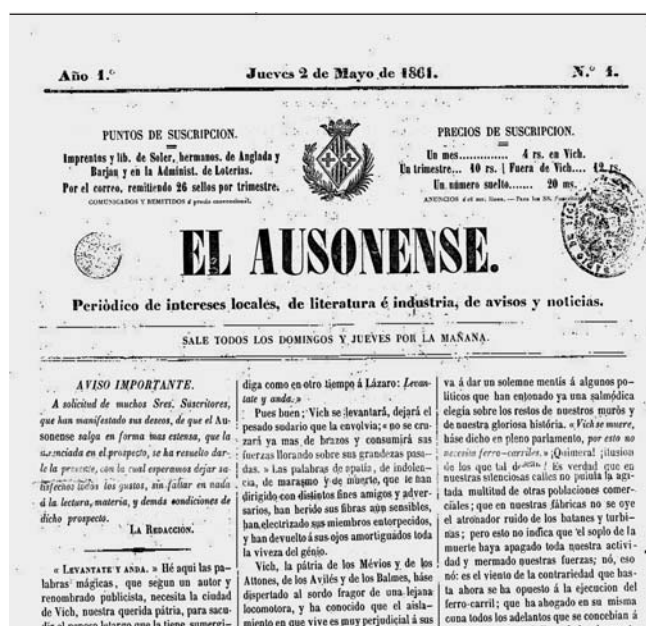 Año 1.º
Jueves 2 de Mayo de 1861.
N.º 1.
PUNTOS DE SUSCRIPCION.
Imprentas y lib. de Soler, hermanos, de Anglada y
Barjau y en la Administ. de Loterias.
Por el correo, remitiendo 26 sellos por trimestre.
COMUNICADOS Y REMITIDOS á precio convencional.
PRECIOS DE SUSCRIPCION.
Un mes.............. 4 rs. en Vich.
Un trimestre... 10 rs. | Fuera de Vich.... 12 rs.
Un número suelto....... 20 ms.
ANUNCIOS á
EL AUSONENSE.
Periódico de intereses locales, de literatura é industria, de avisos y noticias.
SALE TODOS LOS DOMINGOS Y JUEVES POR LA MAÑANA.
AVISO IMPORTANTE.
A solicitud de muchos Sres. Suscritores,
que han manifestado sus deseos, de que el Au-
sonense salga en forma mas estensa, que la
anunciada en el prospecto, se ha resuelto dar-
le la presente, con la cual esperamos dejar sa-
tisfechos todos los gustos, sin faltar en nada
á la lectura, materia, y demás condiciones de
dicho prospecto.
LA REDACCION.
« LEVANTATE Y ANDA. » Hé aqui las pa-
labras mágicas, que segun un autor y
renombrado publicista, necesita la ciudad
de Vich, nuestra querida pátria, para sacu-
dir el penoso letargo que la tiene sumergi-
diga como en otro tiempo á Lázaro: Levan-
tate y anda.»
Pues buen; Vich se levantará, dejará el
pesado sudario que la envolvia; « no se cru-
zará ya mas de brazos y consumirá sus
fuerzas llorando sobre sus grandezas pasa-
das. » Las palabras de opatia, de indolen-
cia, de marasmo y de muerte, que le han
dirigido con distintos fines amigos y adver-
sarios, han herido sus fibras aun sensibles,
han electrizado sus miembros entorpecidos,
y han devuelto á sus ojos amortiguados toda
la viveza del génio.
Vich, la pátria de los Mévios y de los
Attones, de los Avilés y de los Balmes, háse
dispertado al sordo fragor de una lejana
locomotora, y ha conocido que el aisla-
miento en que vive es muy perjudicial á sus
va á dar un solemne mentis á algunos po-
líticos que han entonado ya una salmódica
elegia sobre los restos de nuestros muros y
de nuestra gloriosa história. « Vich se muere,
háse dicho en pleno parlamento, por esto no
necesita ferro-carriles. » ¡Quimera! ¡ilusion
de los que tal desean! Es verdad que en
nuestras silenciosas calles no pulula la agi-
tada multitud de otras poblaciones comer-
ciales; que en nuestras fábricas no se oye
el atronador ruido de los batanes y turbi-
nas; pero esto no indica que el soplo de la
muerte haya apagado toda nuestra activi-
dad y mermado nuestras fuerzas; nó, eso
nó: es el viento de la contrariedad que has-
ta ahora se ha opuesto á la ejecucion del
ferro-carril; que ha abogado en su misma
cuna todos los adelantos que se concebian á